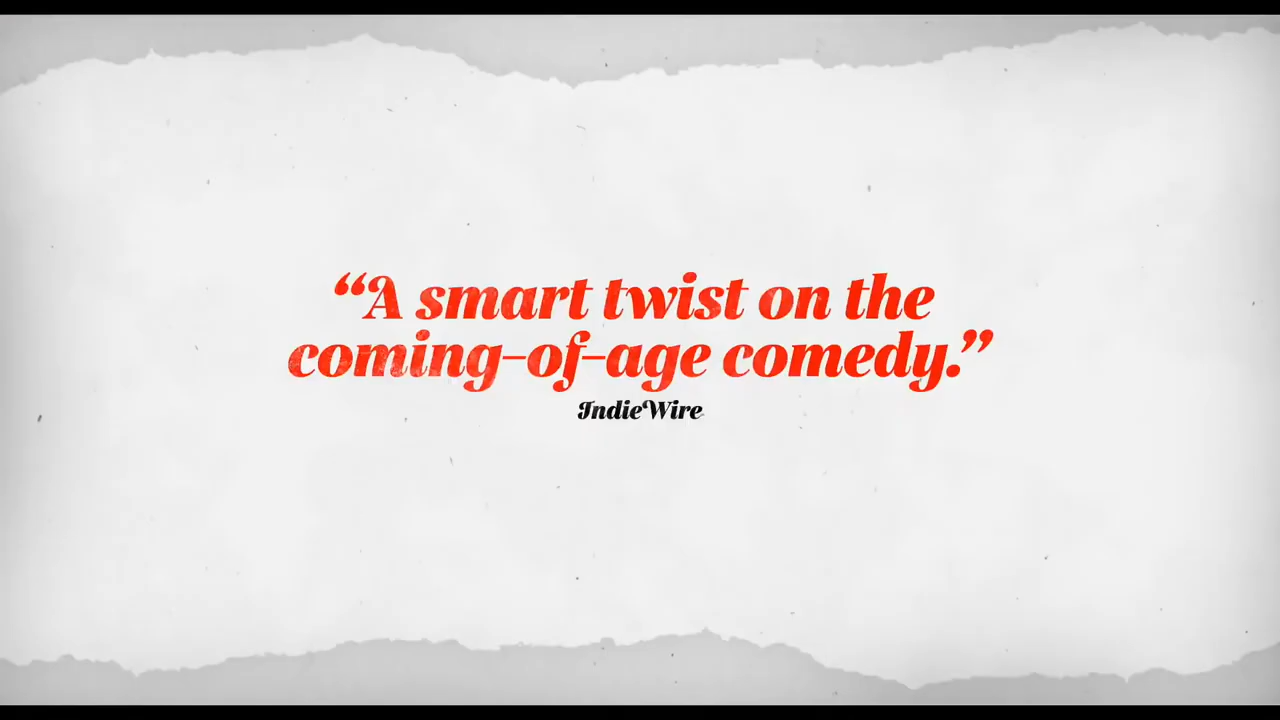 “A smart twist on the
coming-of-age comedy.”
IndieWire